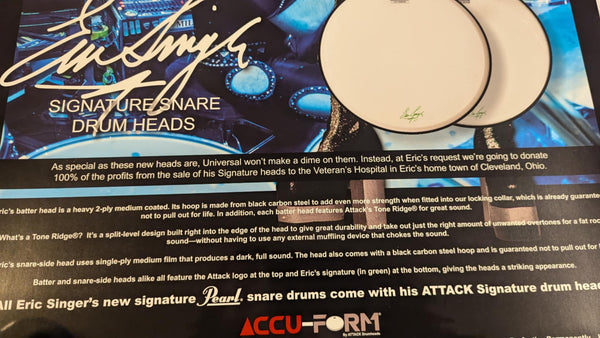 Eric Singer
SIGNATURE SNARE
DRUM HEADS
As special as these new heads are, Universal won't make a dime on them. Instead, at Eric's request we're going to donate
100% of the profits from the sale of his Signature heads to the Veteran's Hospital in Eric's home town of Cleveland, Ohio.
ric's batter head is a heavy 2-ply medium coated. Its hoop is made from black carbon steel to add even more strength when fitted into our locking collar, which is already guarante
not to pull out for life. In addition, each batter head features Attack's Tone Ridge® for great sound.
What's a Tone Ridge®? It's a split-level design built right into the edge of the head to give great durability and take out just the right amount of unwanted overtones for a fat roc
sound—without having to use any external muffling device that chokes the sound.
ric's snare-side head uses single-ply medium film that produces a dark, full sound. The head also comes with a black carbon steel hoop and is guaranteed not to pull out for
Batter and snare-side heads alike all feature the Attack logo at the top and Eric's signature (in green) at the bottom, giving the heads a striking appearance.
All Eric Singer's new signature Pearl. snare drums come with his ATTACK Signature drum head
ACCU-FORM™
By ATTACK Drumheads